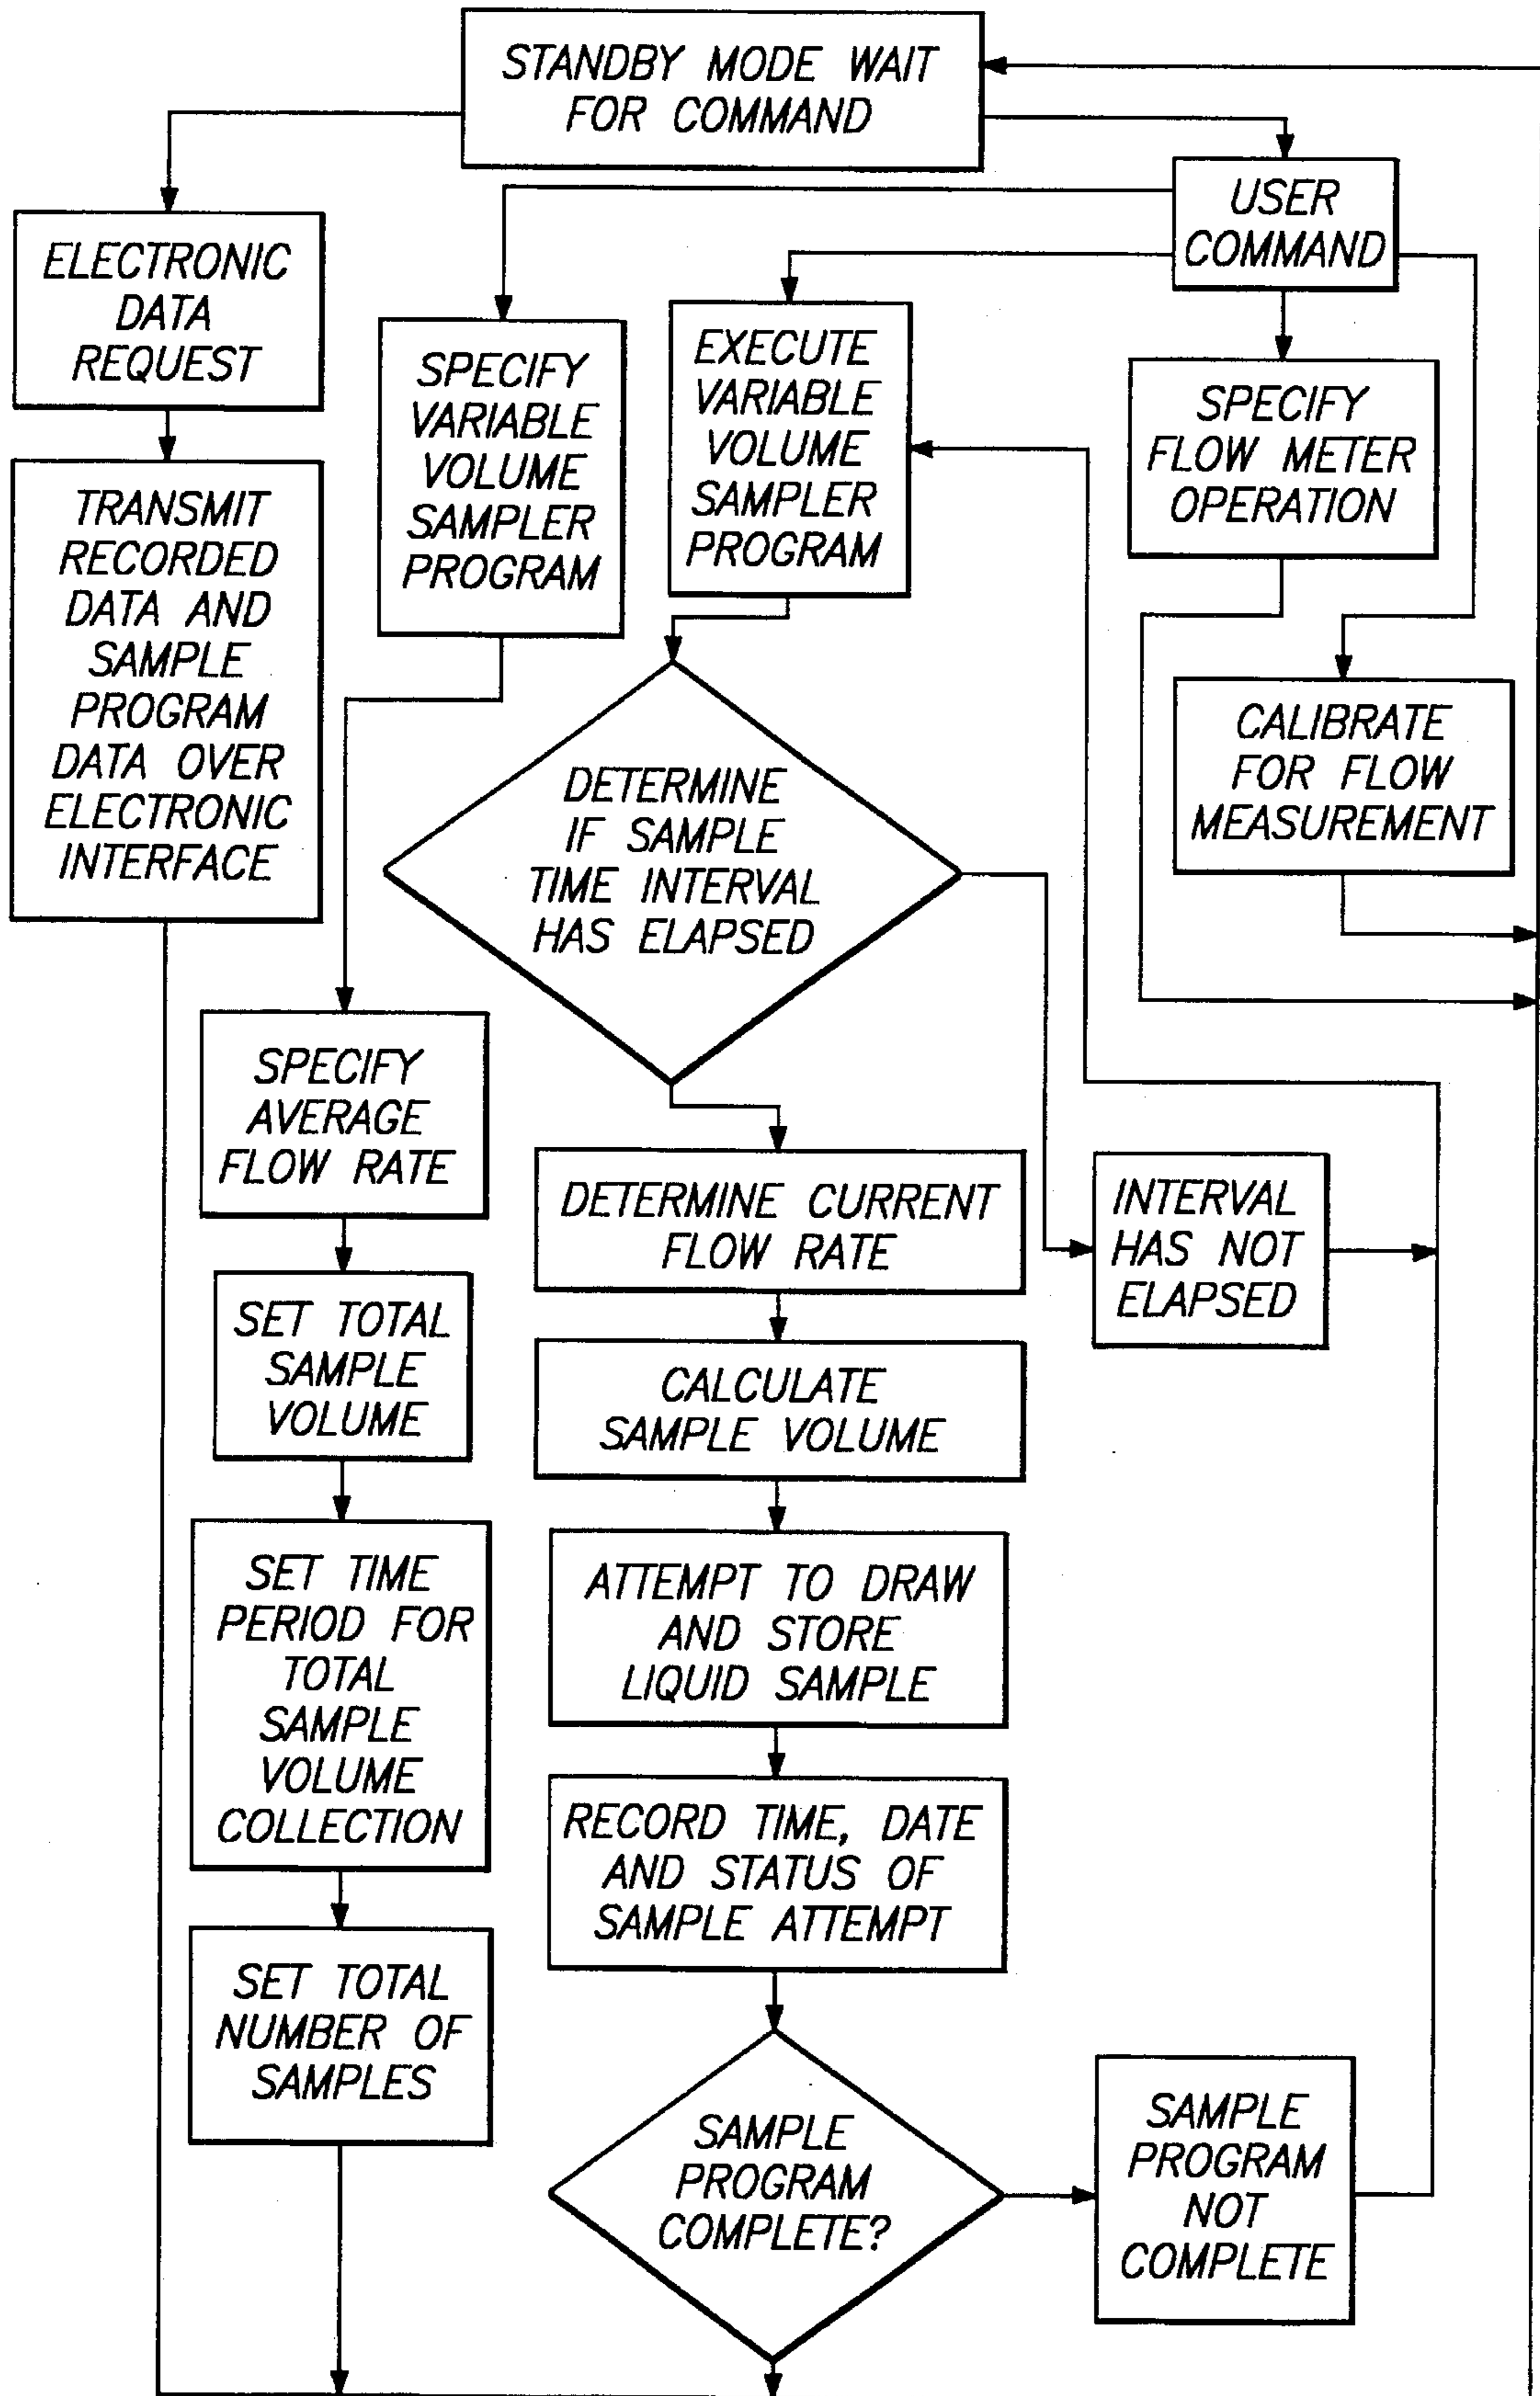 STANDBY MODE WAIT
FOR COMMAND
USER
COMMAND
ELECTRONIC
DATA
REQUEST
TRANSMIT
RECORDED
DATA AND
SAMPLE
PROGRAM
DATA OVER
ELECTRONIC
INTERFACE
SPECIFY
VARIABLE
VOLUME
SAMPLER
PROGRAM
EXECUTE
VARIABLE
VOLUME
SAMPLER
PROGRAM
SPECIFY
FLOW METER
OPERATION
CALIBRATE
FOR FLOW
MEASUREMENT
DETERMINE
IF SAMPLE
TIME INTERVAL
HAS ELAPSED
SPECIFY
AVERAGE
FLOW RATE
SET TOTAL
SAMPLE
VOLUME
SET TIME
PERIOD FOR
TOTAL
SAMPLE
VOLUME
COLLECTION
SET TOTAL
NUMBER OF
SAMPLES
DETERMINE CURRENT
FLOW RATE
INTERVAL
HAS NOT
ELAPSED
CALCULATE
SAMPLE VOLUME
ATTEMPT TO DRAW
AND STORE
LIQUID SAMPLE
RECORD TIME, DATE
AND STATUS OF
SAMPLE ATTEMPT
SAMPLE
PROGRAM
COMPLETE?
SAMPLE
PROGRAM
NOT
COMPLETE